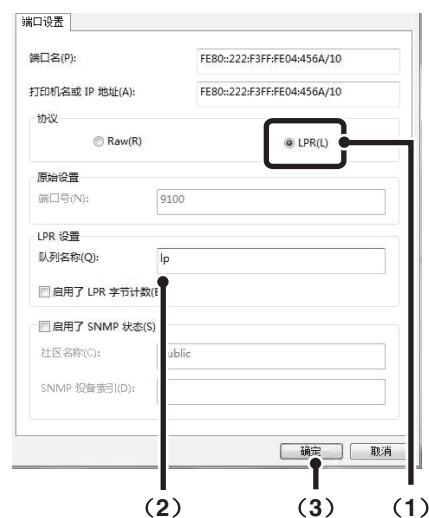 端口设置
端口名(P): FE80::222:F3FF:FE04:456A/10
打印机名或 IP 地址(A): FE80::222:F3FF:FE04:456A/10
协议
Raw(R) LPR(L)
原始设置
端口号(N): 9100
LPR 设置
队列名称(Q): lp
启用了 LPR 字节计数(
启用了 SNMP 状态(S)
社区名称(C): ublic
SNMP 设备索引(D):
确定 取消
(2) (3) (1)